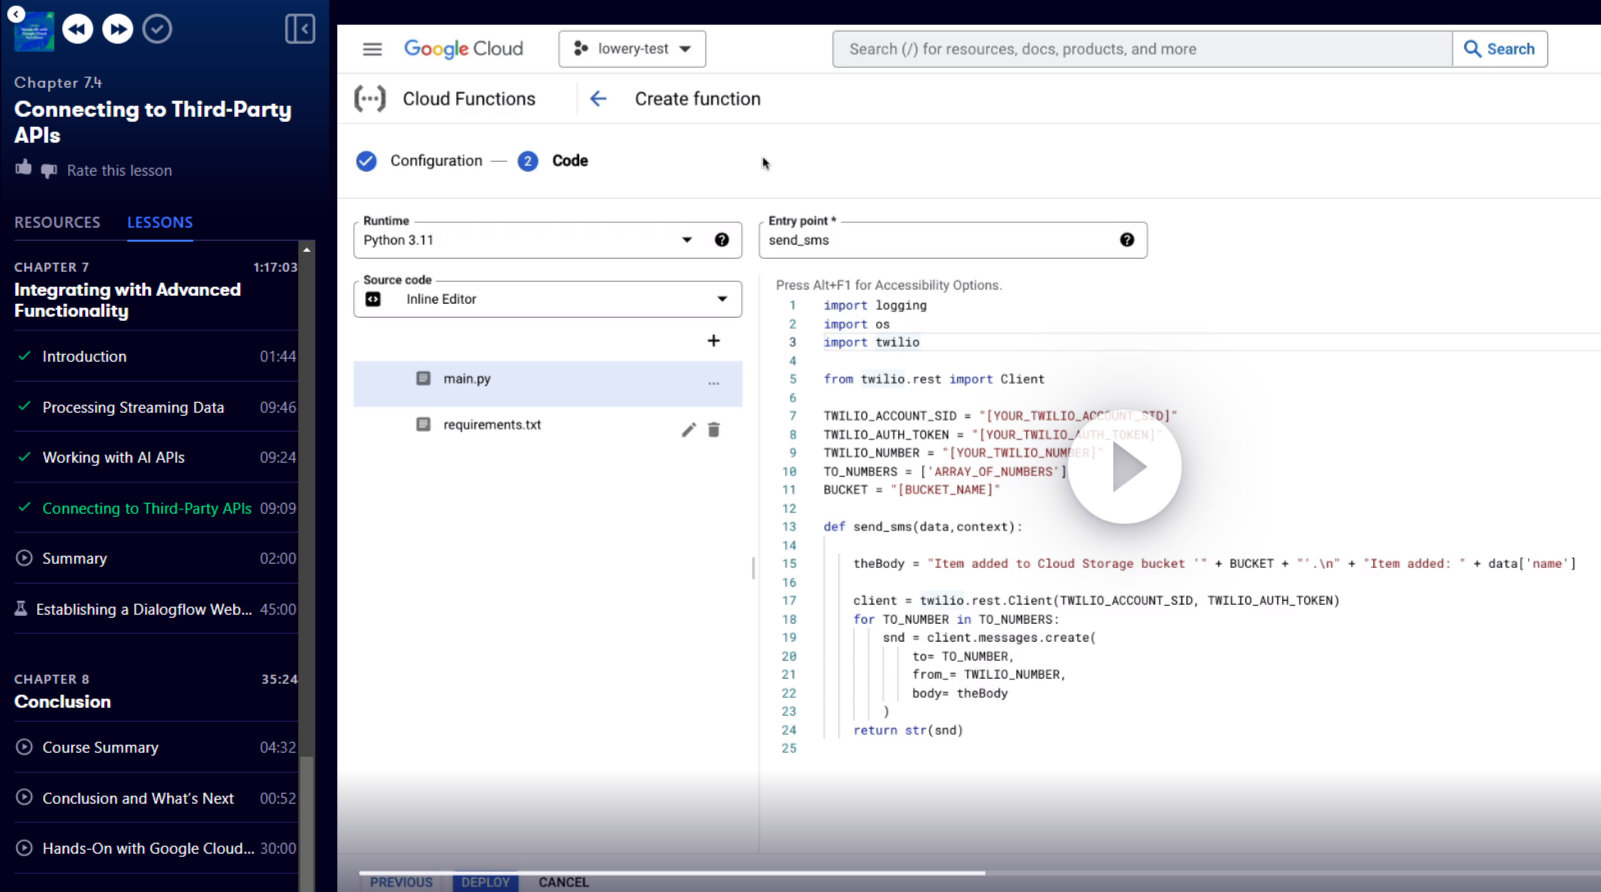 Chapter 7.4
Connecting to Third-Party
APIs
Rate this lesson
RESOURCES LESSONS
CHAPTER 7 1:17:03
Integrating with Advanced
Functionality
Introduction 01:44
Processing Streaming Data 09:46
Working with AI APIs 09:24
Connecting to Third-Party APIs 09:09
Summary 02:00
Establishing a Dialogflow Web... 45:00
CHAPTER 8 35:24
Conclusion
Course Summary 04:32
Conclusion and What's Next 00:52
Hands-On with Google Cloud... 30:00
Google Cloud lowery-test Search (/) for resources, docs, products, and more Search
Cloud Functions Create function
Configuration 2 Code
Runtime
Python 3.11
Entry point *
send_sms
Source code
Inline Editor
main.py ...
requirements.txt
Press Alt+F1 for Accessibility Options.
1 import logging
2 import os
3 import twilio
4
5 from twilio.rest import Client
6
7 TWILIO_ACCOUNT_SID = "[YOUR_TWILIO_ACCOUNT_SID]"
8 TWILIO_AUTH_TOKEN = "[YOUR_TWILIO_AUTH_TOKEN]"
9 TWILIO_NUMBER = "[YOUR_TWILIO_NUMBER]"
10 TO_NUMBERS = ['ARRAY_OF_NUMBERS']
11 BUCKET = "[BUCKET_NAME]"
12
13 def send_sms(data,context):
14
15 theBody = "Item added to Cloud Storage bucket '" + BUCKET + "'.\n" + "Item added: " + data['name']
16
17 client = twilio.rest.Client(TWILIO_ACCOUNT_SID, TWILIO_AUTH_TOKEN)
18 for TO_NUMBER in TO_NUMBERS:
19 snd = client.messages.create(
20 to= TO_NUMBER,
21 from_= TWILIO_NUMBER,
22 body= theBody
23 )
24 return str(snd)
25
PREVIOUS DEPLOY CANCEL